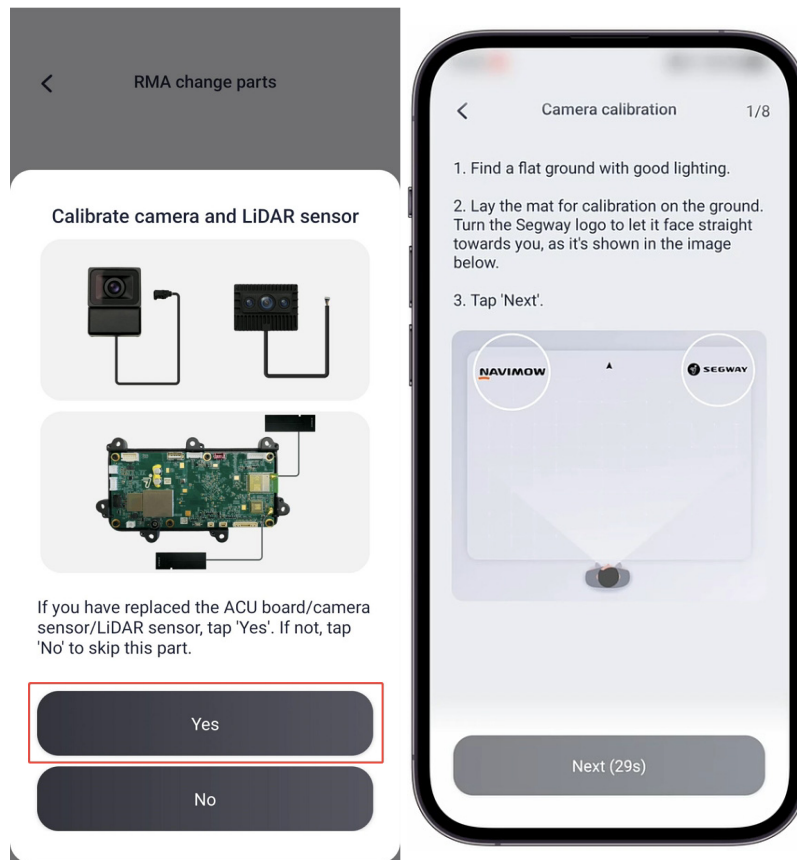 RMA change parts
Calibrate camera and LiDAR sensor
If you have replaced the ACU board/camera
sensor/LiDAR sensor, tap 'Yes'. If not, tap
'No' to skip this part.
Yes
No
Camera calibration
1/8
1. Find a flat ground with good lighting.
2. Lay the mat for calibration on the ground.
Turn the Segway logo to let it face straight
towards you, as it's shown in the image
below.
3. Tap 'Next'.
NAVIMOW
SEGWAY
Next (29s)